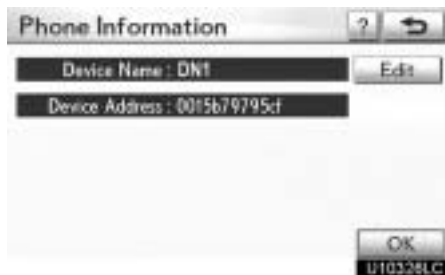 Phone Information ?
Device Name : DN1 Edit
Device Address : 0015b79795cf
OK
U10326LC